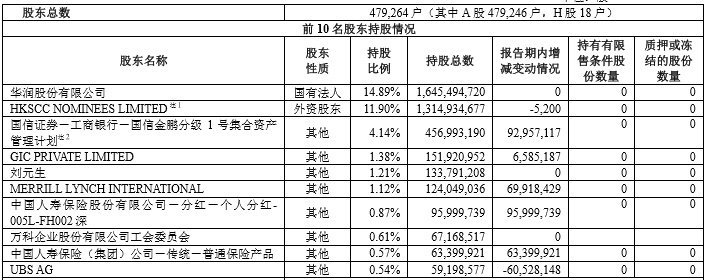 股东总数 479,264 户（其中 A 股 479,246 户，H 股 18 户）
前 10 名股东持股情况
股东名称 股东性质 持股比例 持股总数 报告期内增减变动情况 持有有限售条件股份数量 质押或冻结的股份数量
华润股份有限公司 国有法人 14.89% 1,645,494,720 0 0 0
HKSCC NOMINEES LIMITED注1 外资股东 11.90% 1,314,934,677 -5,200 0 0
国信证券－工商银行－国信金鹏分级 1 号集合资产管理计划注2 其他 4.14% 456,993,190 92,957,117 0 0
GIC PRIVATE LIMITED 其他 1.38% 151,920,952 6,585,187 0 0
刘元生 其他 1.21% 133,791,208 0 0 0
MERRILL LYNCH INTERNATIONAL 其他 1.12% 124,049,036 69,918,429 0 0
中国人寿保险股份有限公司－分红－个人分红-005L-FH002 深 其他 0.87% 95,999,739 95,999,739 0 0
万科企业股份有限公司工会委员会 其他 0.61% 67,168,517 0 0 0
中国人寿保险（集团）公司－传统－普通保险产品 其他 0.57% 63,399,921 63,399,921 0 0
UBS AG 其他 0.54% 59,198,577 -60,528,148 0 0